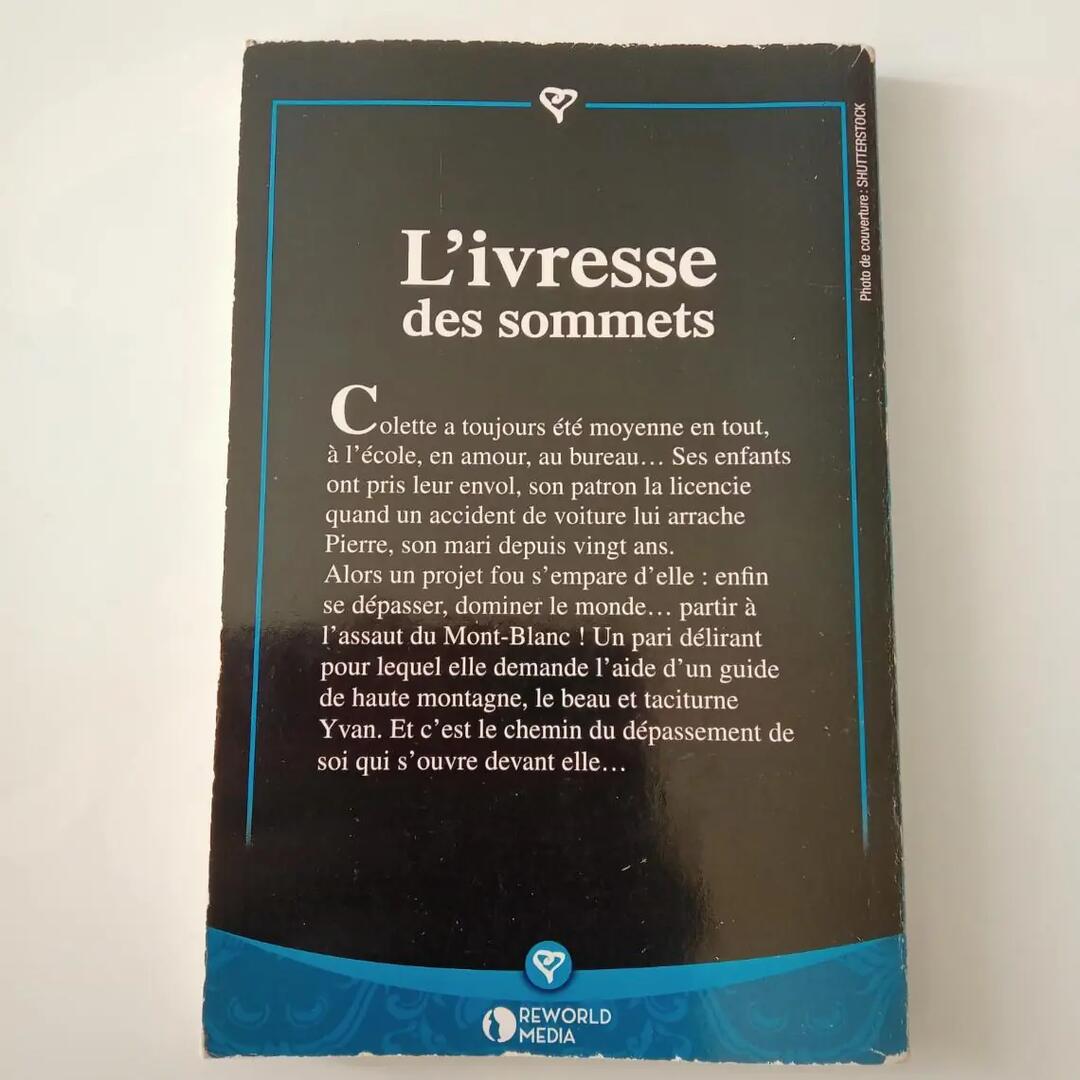 L'ivresse
des sommets
Colette a toujours été moyenne en tout,
à l'école, en amour, au bureau… Ses enfants
ont pris leur envol, son patron la licencie
quand un accident de voiture lui arrache
Pierre, son mari depuis vingt ans.
Alors un projet fou s'empare d'elle : enfin
se dépasser, dominer le monde… partir à
l'assaut du Mont-Blanc ! Un pari délirant
pour lequel elle demande l'aide d'un guide
de haute montagne, le beau et taciturne
Yvan. Et c'est le chemin du dépassement de
soi qui s'ouvre devant elle…
Photo de couverture : SHUTTERSTOCK
REWORLD
MEDIA